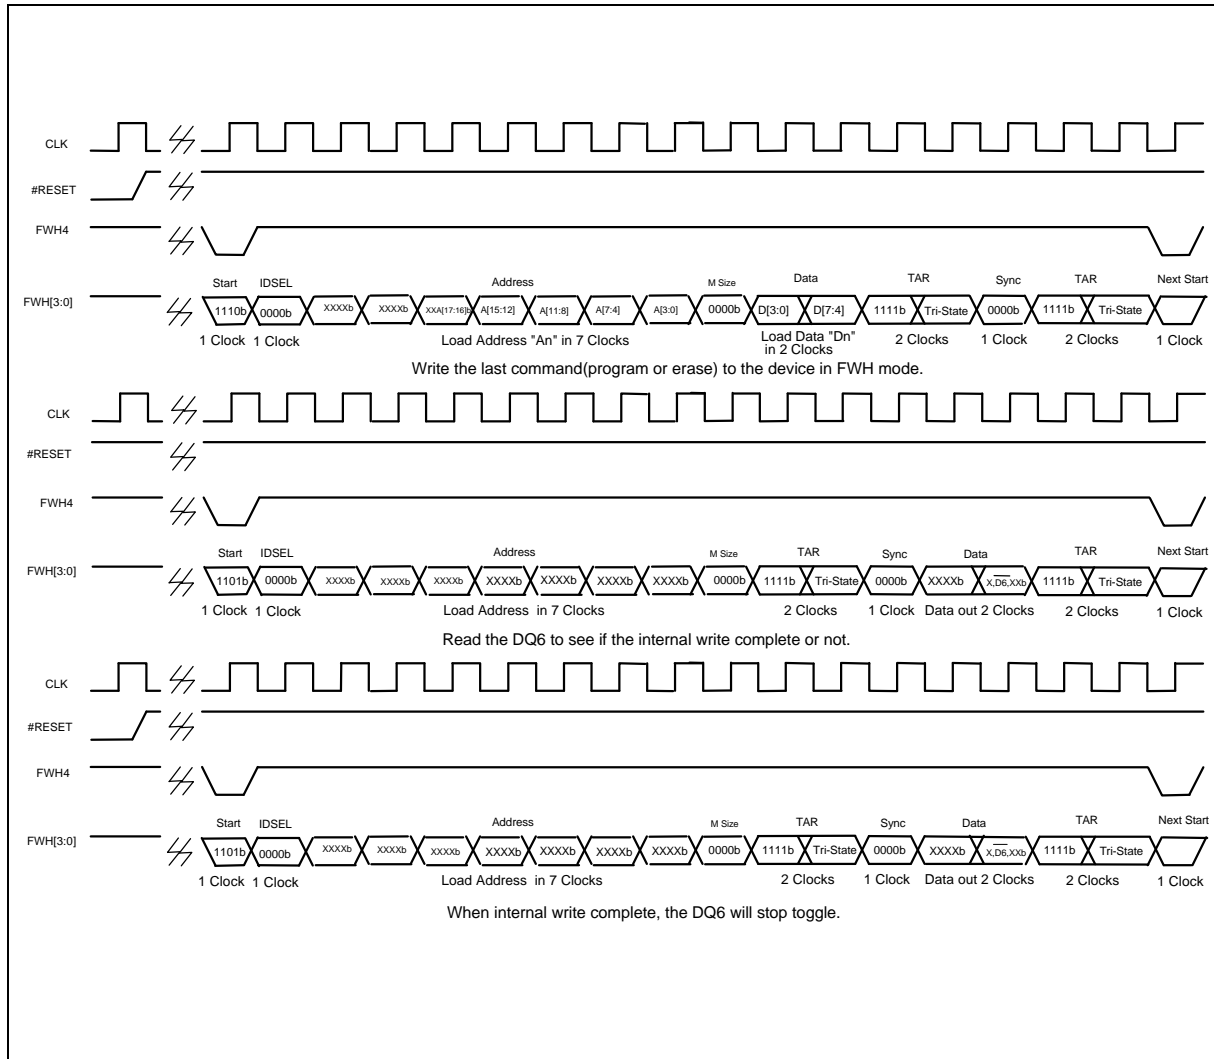 CLK
#RESET
FWH4
Start IDSEL Address M Size Data TAR Sync TAR Next Start
FWH[3:0] 1110b 0000b XXXXb XXXXb XXA[17:16]b A[15:12] A[11:8] A[7:4] A[3:0] 0000b D[3:0] D[7:4] 1111b Tri-State 0000b 1111b Tri-State
1 Clock 1 Clock Load Address "An" in 7 Clocks Load Data "Dn" 2 Clocks 1 Clock 2 Clocks 1 Clock
in 2 Clocks
Write the last command(program or erase) to the device in FWH mode.
CLK
#RESET
FWH4
Start IDSEL Address M Size TAR Sync Data TAR Next Start
FWH[3:0] 1101b 0000b XXXXb XXXXb XXXXb XXXXb XXXXb XXXXb XXXXb 0000b 1111b Tri-State 0000b XXXXb X,D6,XXb 1111b Tri-State
1 Clock 1 Clock Load Address in 7 Clocks 2 Clocks 1 Clock Data out 2 Clocks 2 Clocks 1 Clock
Read the DQ6 to see if the internal write complete or not.
CLK
#RESET
FWH4
Start IDSEL Address M Size TAR Sync Data TAR Next Start
FWH[3:0] 1101b 0000b XXXXb XXXXb XXXXb XXXXb XXXXb XXXXb XXXXb 0000b 1111b Tri-State 0000b XXXXb X,D6,XXb 1111b Tri-State
1 Clock 1 Clock Load Address in 7 Clocks 2 Clocks 1 Clock Data out 2 Clocks 2 Clocks 1 Clock
When internal write complete, the DQ6 will stop toggle.